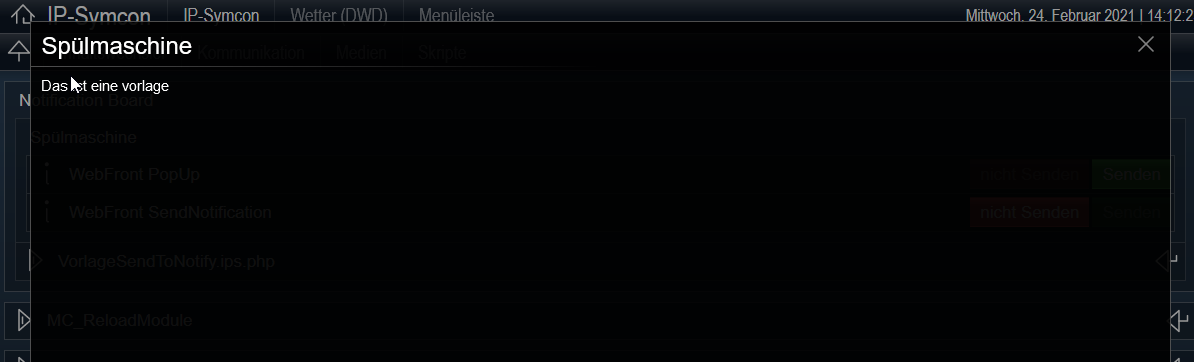 IP-Symcon IP-Symcon Wetter (DWD) Menüleiste Mittwoch, 24. Februar 2021 | 14:12:2
Spülmaschine
Kommunikation Medien Skripte
Das ist eine vorlage
Notification Board
Spülmaschine
WebFront PopUp nicht Senden Senden
WebFront SendNotification nicht Senden Senden
VorlageSendToNotify.ips.php
MC_ReloadModule